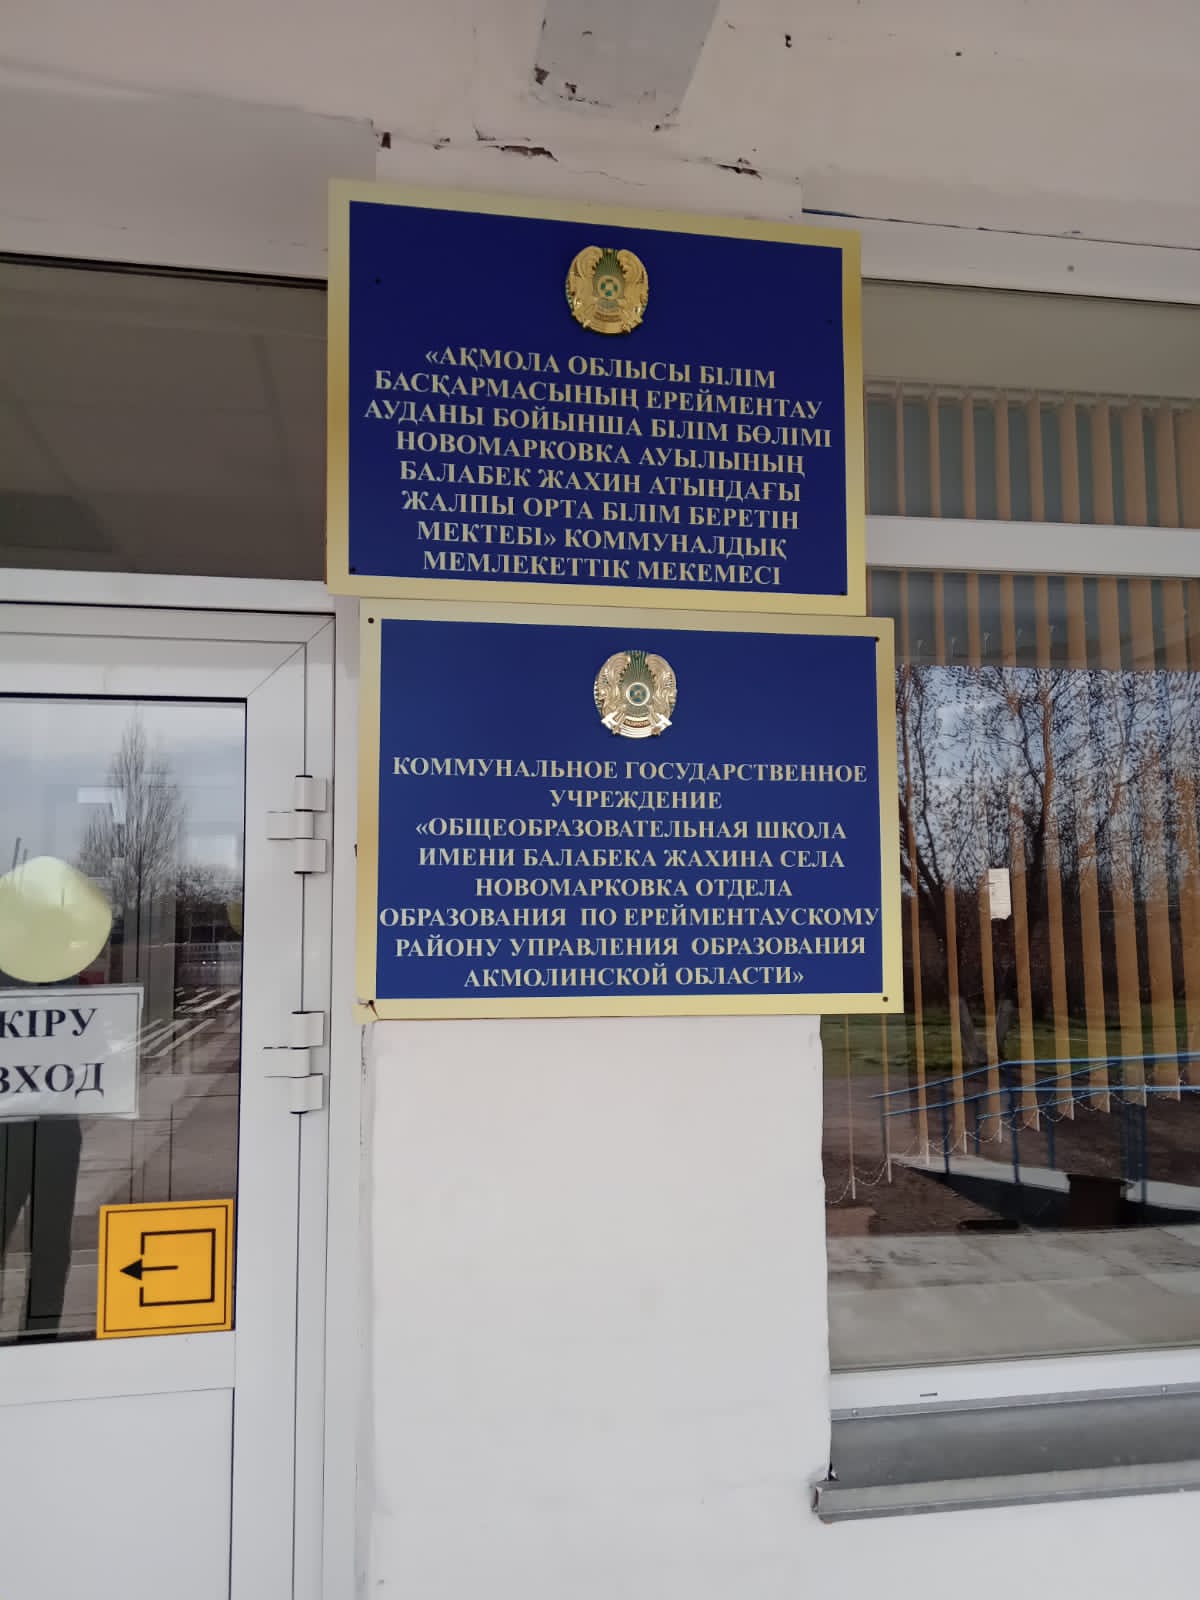 «АҚМОЛА ОБЛЫСЫ БІЛІМ
БАСҚАРМАСЫНЫҢ ЕРЕЙМЕНТАУ
АУДАНЫ БОЙЫНША БІЛІМ БӨЛІМІ
НОВОМАРКОВКА АУЫЛЫНЫҢ
БАЛАБЕК ЖАХИН АТЫНДАҒЫ
ЖАЛПЫ ОРТА БІЛІМ БЕРЕТІН
МЕКТЕБІ» КОММУНАЛДЫҚ
МЕМЛЕКЕТТІК МЕКЕМЕСІ
КОММУНАЛЬНОЕ ГОСУДАРСТВЕННОЕ
УЧРЕЖДЕНИЕ
«ОБЩЕОБРАЗОВАТЕЛЬНАЯ ШКОЛА
ИМЕНИ БАЛАБЕКА ЖАХИНА СЕЛА
НОВОМАРКОВКА ОТДЕЛА
ОБРАЗОВАНИЯ ПО ЕРЕЙМЕНТАУСКОМУ
РАЙОНУ УПРАВЛЕНИЯ ОБРАЗОВАНИЯ
АКМОЛИНСКОЙ ОБЛАСТИ»
КІРУ
ВХОД